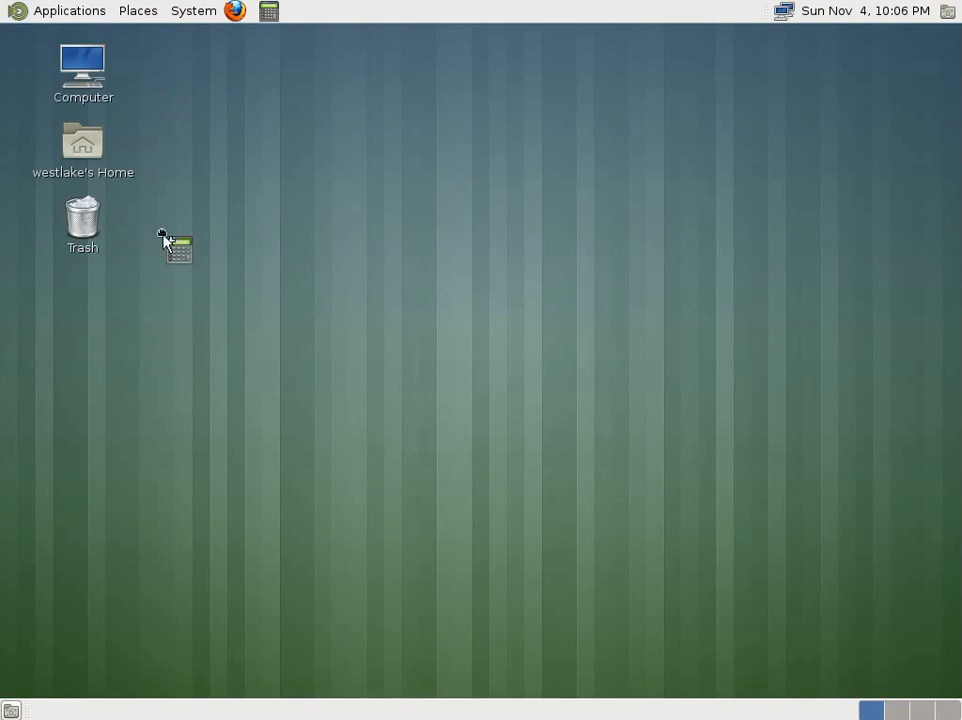 Applications Places System Sun Nov 4, 10:06 PM
Computer
westlake's Home
Trash